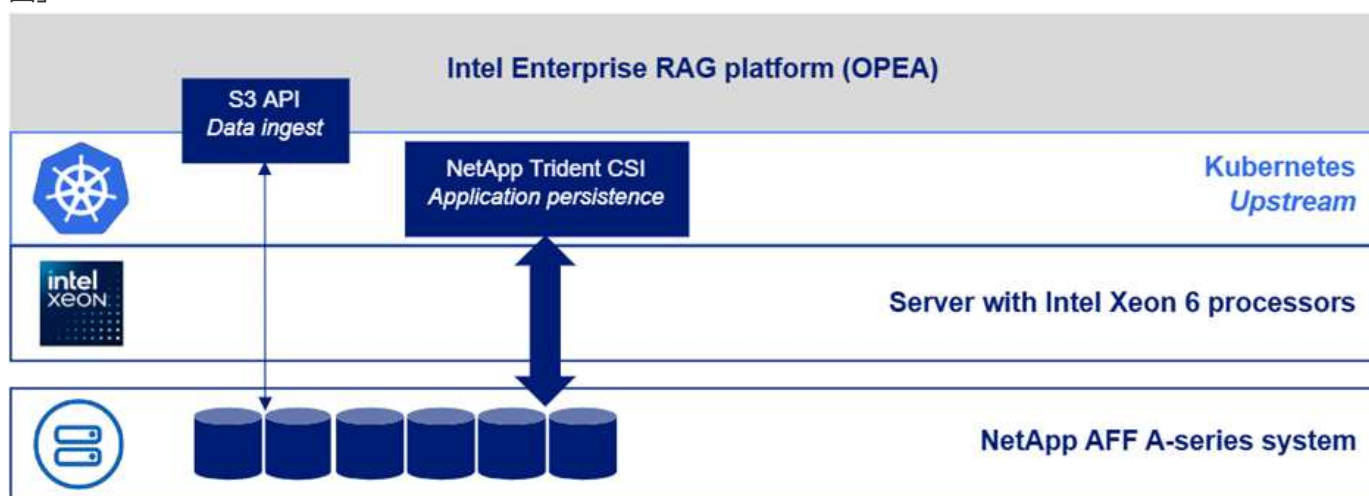 Intel Enterprise RAG platform (OPEA)
S3 API
Data ingest
NetApp Trident CSI
Application persistence
Kubernetes
Upstream
intel
xeon
Server with Intel Xeon 6 processors
NetApp AFF A-series system